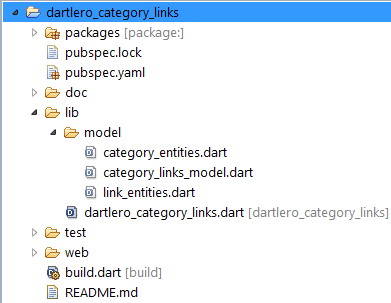 dartlero_category_links
packages [package:]
pubspec.lock
pubspec.yaml
doc
lib
model
category_entities.dart
category_links_model.dart
link_entities.dart
dartlero_category_links.dart [dartlero_category_links]
test
web
build.dart [build]
README.md